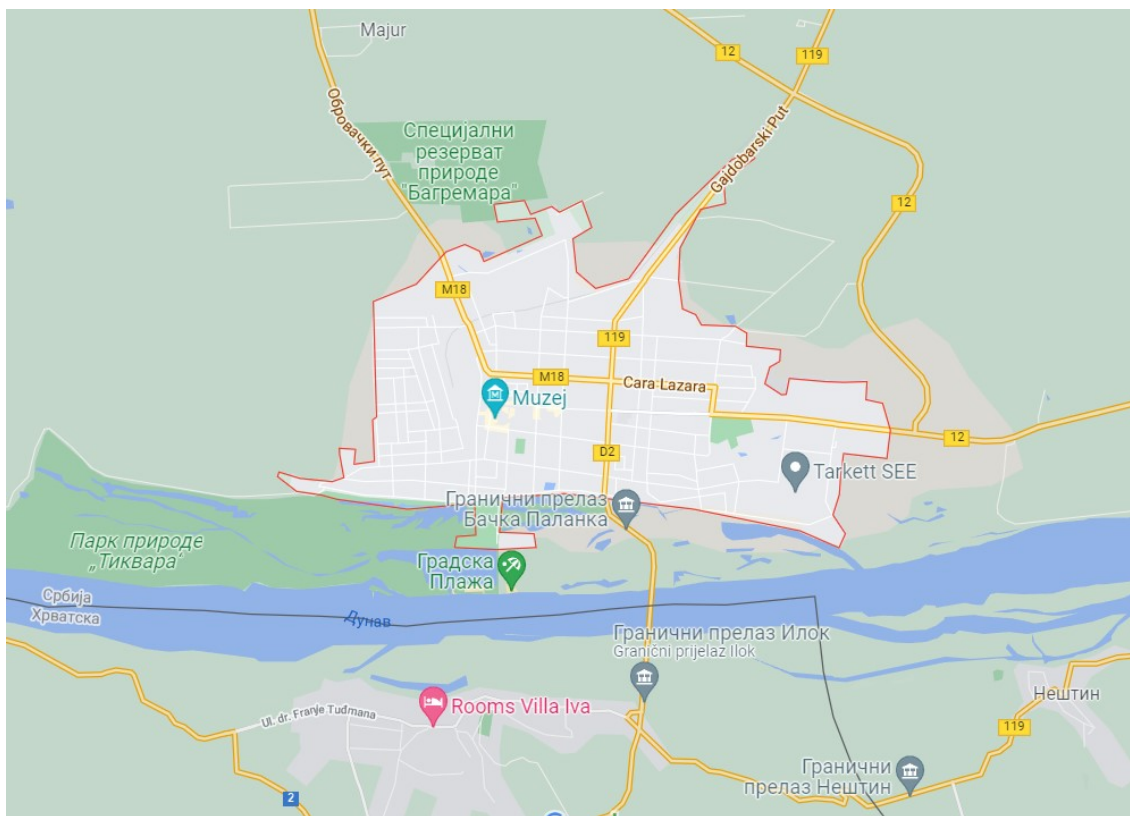 Majur
12
119
Обровачки пут
Специјални
резерват
природе
"Багремара"
Gajdobarski Put
12
M18
119
M18
Cara Lazara
Muzej
12
D2
Tarkett SEE
Гранични прелаз
Бачка Паланка
Парк природе
„Тиквара“
Градска
Плажа
Србија
Хрватска
Дунав
Гранични прелаз Илок
Granični prijelaz Ilok
Rooms Villa Iva
Нештин
Ul. dr. Franje Tuđmana
119
Гранични
прелаз Нештин
2